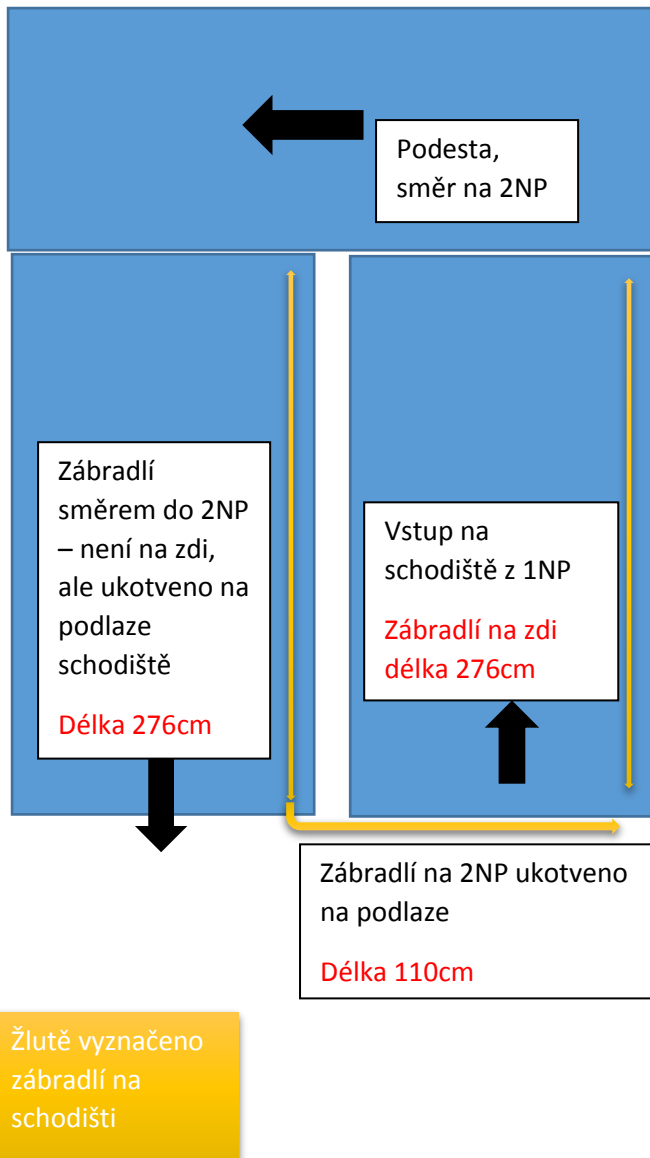 Podesta,
směr na 2NP
Zábradlí
směrem do 2NP
– není na zdi,
ale ukotveno na
podlaze
schodiště
Délka 276cm
Vstup na
schodiště z 1NP
Zábradlí na zdi
délka 276cm
Zábradlí na 2NP ukotveno
na podlaze
Délka 110cm
Žlutě vyznačeno
zábradlí na
schodišti